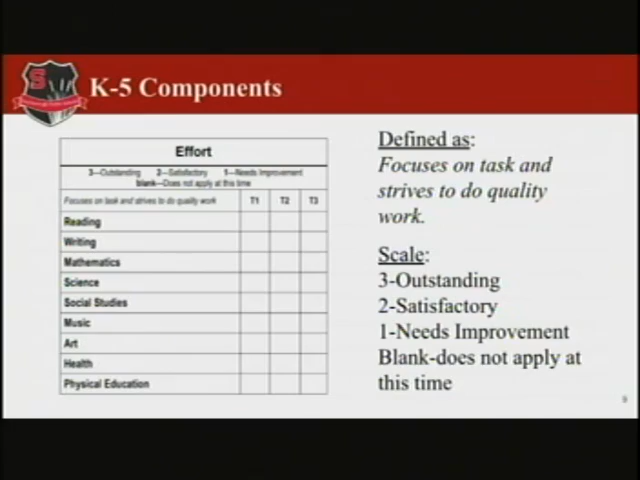 S
K-5 Components
Effort
3—Outstanding 2—Satisfactory 1—Needs Improvement
blank—Does not apply at this time
Focuses on task and strives to do quality work T1 T2 T3
Reading
Writing
Mathematics
Science
Social Studies
Music
Art
Health
Physical Education
Defined as:
Focuses on task and
strives to do quality
work.
Scale:
3-Outstanding
2-Satisfactory
1-Needs Improvement
Blank-does not apply at
this time
9